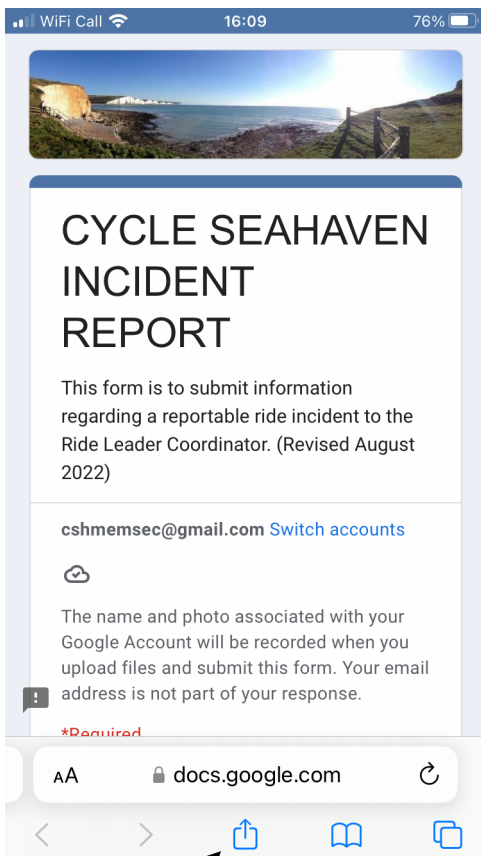 WiFi Call 16:09 76%
CYCLE SEAHAVEN
INCIDENT
REPORT
This form is to submit information
regarding a reportable ride incident to the
Ride Leader Coordinator. (Revised August
2022)
cshmemsec@gmail.com Switch accounts
The name and photo associated with your
Google Account will be recorded when you
upload files and submit this form. Your email
address is not part of your response.
*Required
AA docs.google.com